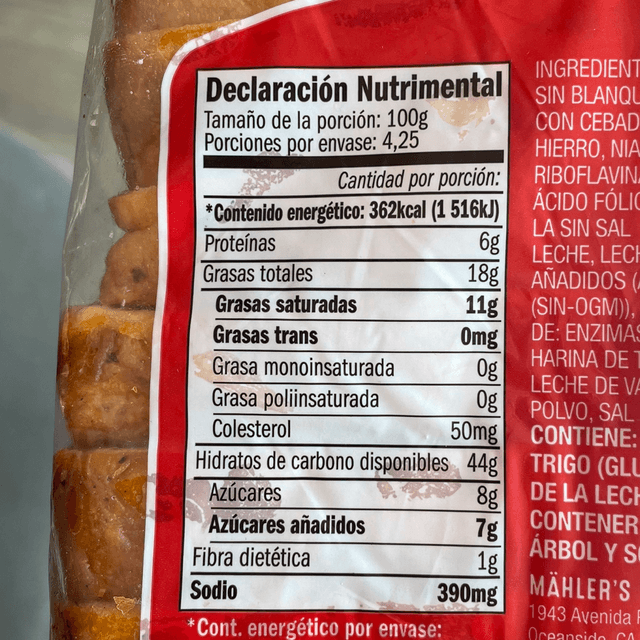 Declaración Nutrimental
Tamaño de la porción: 100g
Porciones por envase: 4,25
Cantidad por porción:
*Contenido energético: 362kcal (1 516kJ)
Proteínas 6g
Grasas totales 18g
Grasas saturadas 11g
Grasas trans 0mg
Grasa monoinsaturada 0g
Grasa poliinsaturada 0g
Colesterol 50mg
Hidratos de carbono disponibles 44g
Azúcares 8g
Azúcares añadidos 7g
Fibra dietética 1g
Sodio 390mg
*Cont. energético por envase:
INGREDIENT
SIN BLANQU
CON CEBAD
HIERRO, NIA
RIBOFLAVINA
ÁCIDO FÓLIC
LA SIN SAL
LECHE, LECH
AÑADIDOS (
(SIN-OGM)),
DE: ENZIMAS
HARINA DE T
LECHE DE VA
POLVO, SAL
CONTIENE:
TRIGO (GLU
DE LA LECH
CONTENER
ÁRBOL Y S
MÄHLER'S
1943 Avenida
Oceanside